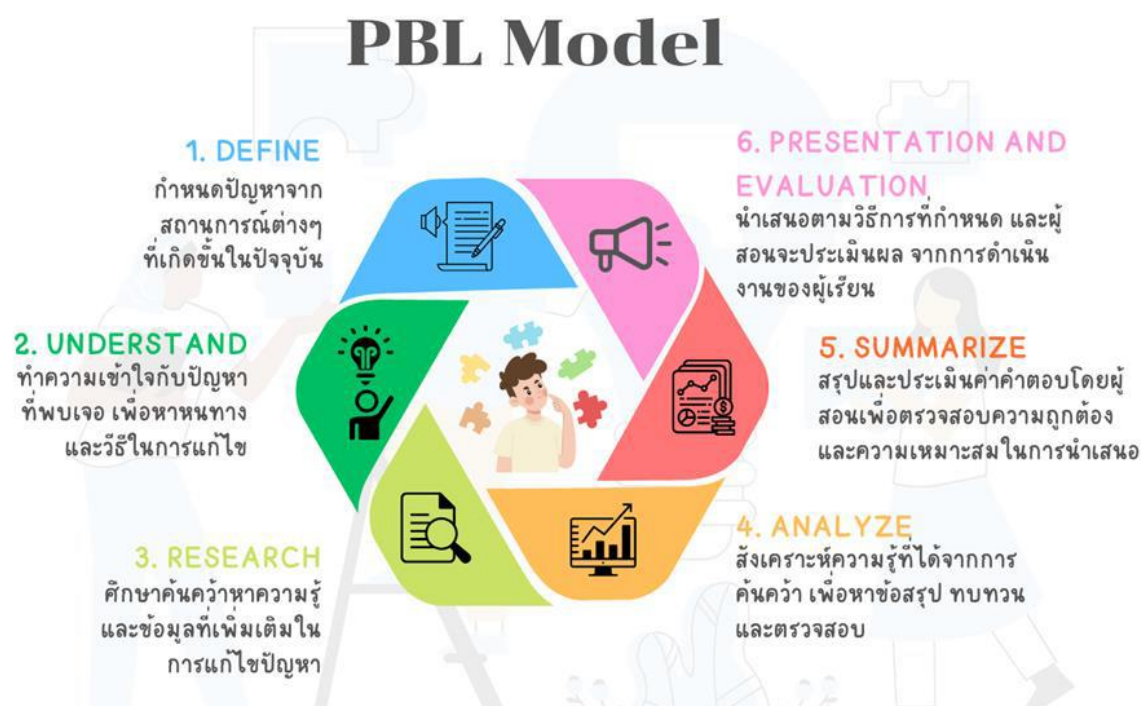 PBL Model
1. DEFINE
กำหนดปัญหาจาก
สถานการณ์ต่างๆ
ที่เกิดขึ้นในปัจจุบัน
2. UNDERSTAND
ทำความเข้าใจกับปัญหา
ที่พบเจอ เพื่อหาหนทาง
และวิธีในการแก้ไข
3. RESEARCH
ศึกษาค้นคว้าหาความรู้
และข้อมูลที่เพิ่มเติมใน
การแก้ไขปัญหา
4. ANALYZE
สังเคราะห์ความรู้ที่ได้จากการ
ค้นคว้า เพื่อหาข้อสรุป ทบทวน
และตรวจสอบ
5. SUMMARIZE
สรุปและประเมินค่าคำตอบโดยผู้
สอนเพื่อตรวจสอบความถูกต้อง
และความเหมาะสมในการนำเสนอ
6. PRESENTATION AND
EVALUATION
นำเสนอตามวิธีการที่กำหนด และผู้
สอนจะประเมินผล จากการดำเนิน
งานของผู้เรียน